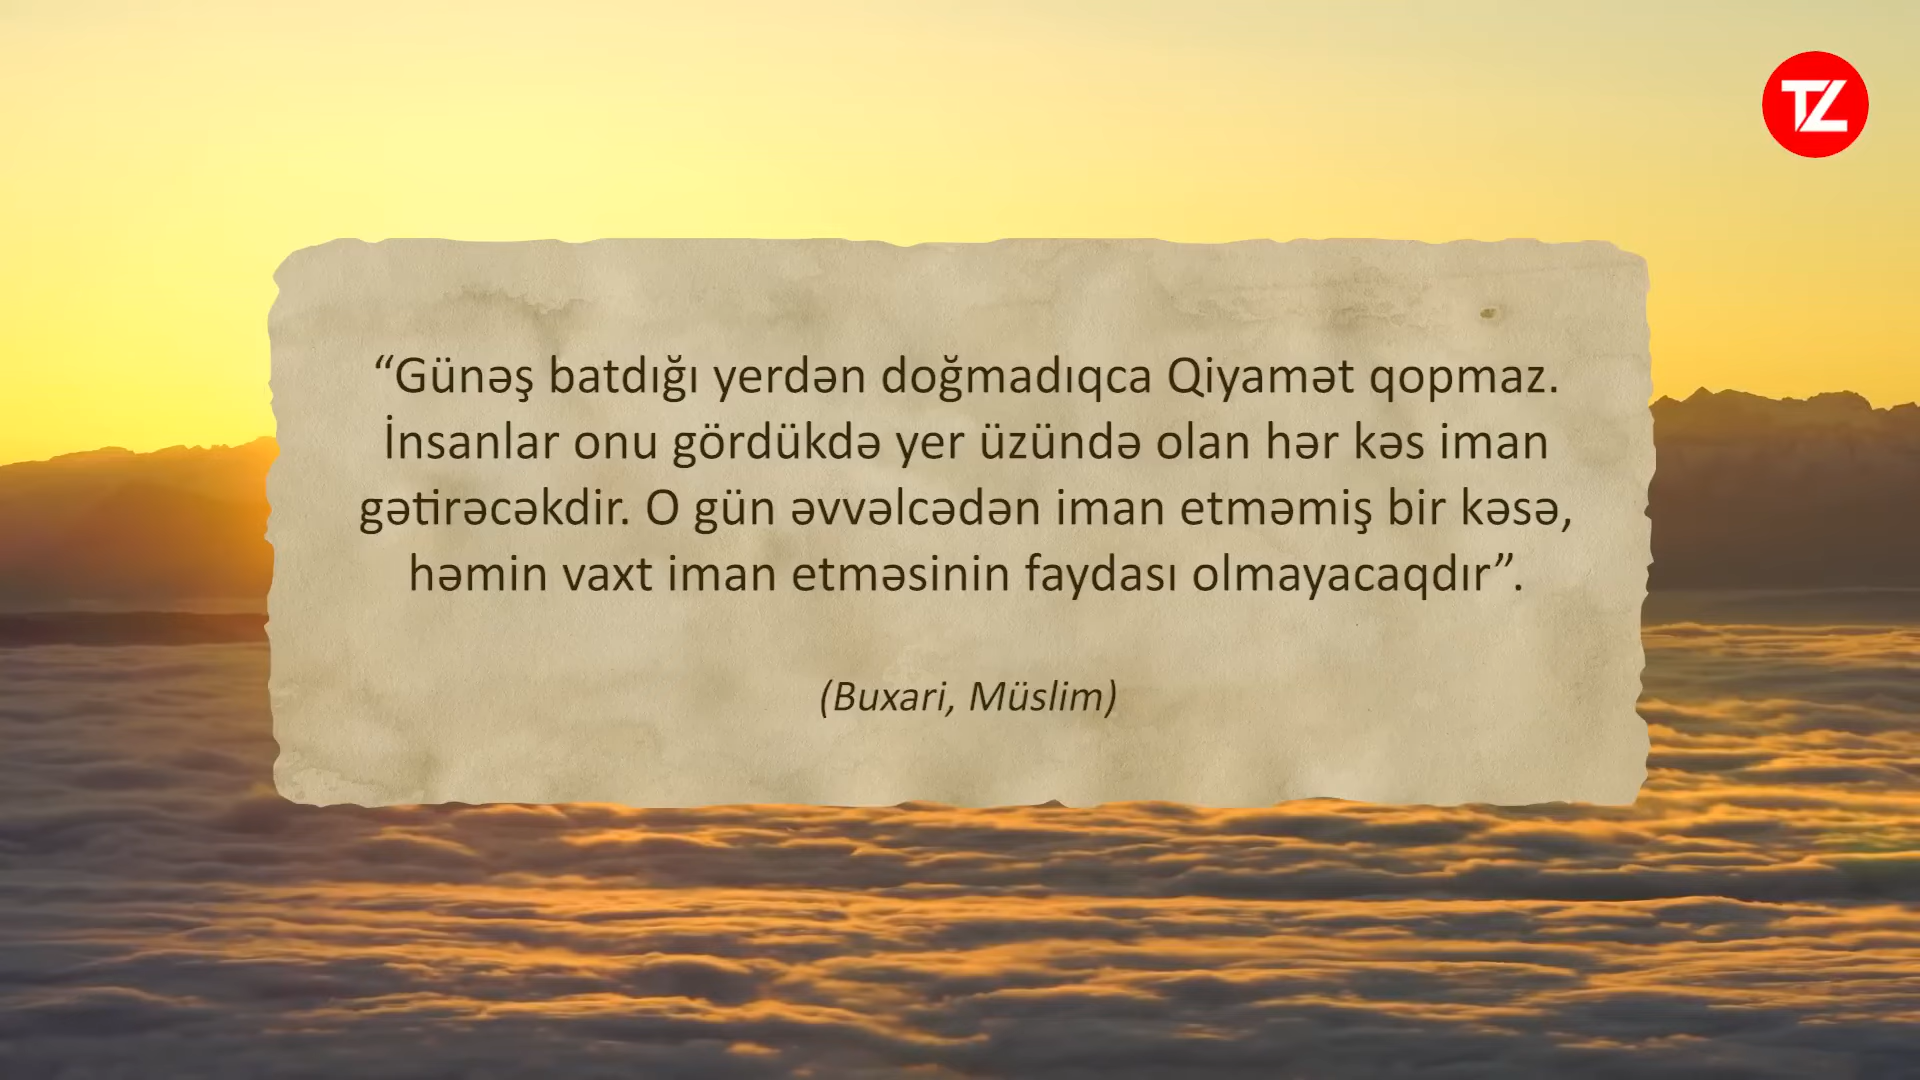 TZ
“Günəş batdığı yerdən doğmadıqca Qiyamət qopmaz.
İnsanlar onu gördükdə yer üzündə olan hər kəs iman
gətirəcəkdir. O gün əvvəlcədən iman etməmiş bir kəsə,
həmin vaxt iman etməsinin faydası olmayacaqdır”.
(Buxari, Müslim)